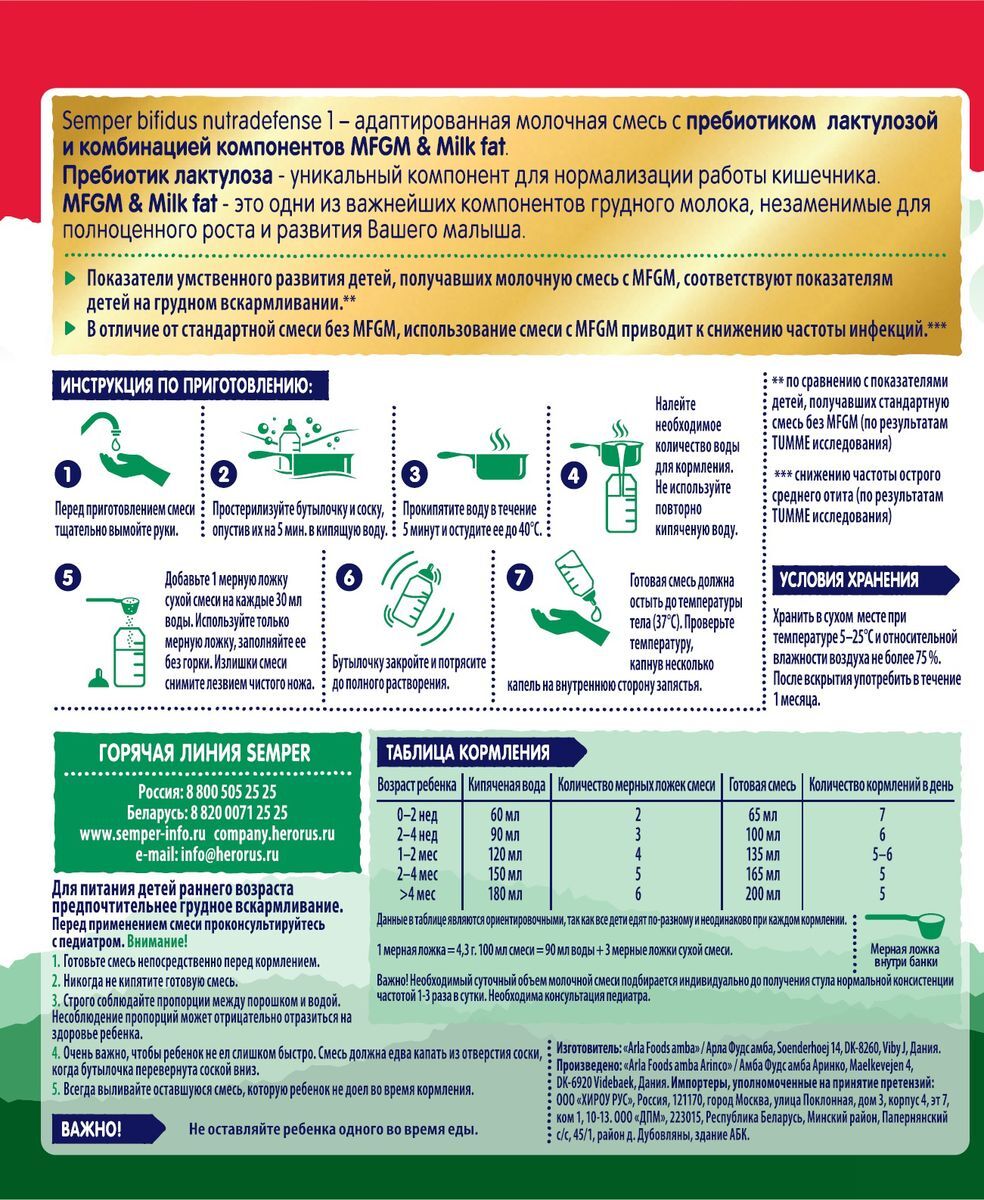 Semper bifidus nutradefense 1 – адаптированная молочная смесь с пребиотиком лактулозой
и комбинацией компонентов MFGM & Milk fat.
Пребиотик лактулоза - уникальный компонент для нормализации работы кишечника.
MFGM & Milk fat - это одни из важнейших компонентов грудного молока, незаменимые для
полноценного роста и развития Вашего малыша.
Показатели умственного развития детей, получавших молочную смесь с MFGM, соответствуют показателям
детей на грудном вскармливании.**
В отличие от стандартной смеси без MFGM, использование смеси с MFGM приводит к снижению частоты инфекций.***
ИНСТРУКЦИЯ ПО ПРИГОТОВЛЕНИЮ:
1
Перед приготовлением смеси
тщательно вымойте руки.
2
Простерилизуйте бутылочку и соску,
опустив их на 5 мин. в кипящую воду.
3
Прокипятите воду в течение
5 минут и остудите ее до 40°С.
4
Налейте
необходимое
количество воды
для кормления.
Не используйте
повторно
кипяченую воду.
5
Добавьте 1 мерную ложку
сухой смеси на каждые 30 мл
воды. Используйте только
мерную ложку, заполняйте ее
без горки. Излишки смеси
снимите лезвием чистого ножа.
6
Бутылочку закройте и потрясите
до полного растворения.
7
Готовая смесь должна
остыть до температуры
тела (37°С). Проверьте
температуру,
капнув несколько
капель на внутреннюю сторону запястья.
** по сравнению с показателями
детей, получавших стандартную
смесь без MFGM (по результатам
TUMME исследования)
*** снижению частоты острого
среднего отита (по результатам
TUMME исследования)
УСЛОВИЯ ХРАНЕНИЯ
Хранить в сухом месте при
температуре 5–25°С и относительной
влажности воздуха не более 75 %.
После вскрытия употребить в течение
1 месяца.
ГОРЯЧАЯ ЛИНИЯ SEMPER
Россия: 8 800 505 25 25
Беларусь: 8 820 0071 25 25
www.semper-info.ru company.herorus.ru
e-mail: info@herorus.ru
ТАБЛИЦА КОРМЛЕНИЯ
Возраст ребенка Кипяченая вода Количество мерных ложек смеси Готовая смесь Количество кормлений в день
0–2 нед 60 мл 2 65 мл 7
2–4 нед 90 мл 3 100 мл 6
1–2 мес 120 мл 4 135 мл 5–6
2–4 мес 150 мл 5 165 мл 5
>4 мес 180 мл 6 200 мл 5
Данные в таблице являются ориентировочными, так как все дети едят по-разному и неодинаково при каждом кормлении.
1 мерная ложка = 4,3 г. 100 мл смеси = 90 мл воды + 3 мерные ложки сухой смеси.
Мерная ложка
внутри банки
Важно! Необходимый суточный объем молочной смеси подбирается индивидуально до получения стула нормальной консистенции
частотой 1-3 раза в сутки. Необходима консультация педиатра.
Для питания детей раннего возраста
предпочтительнее грудное вскармливание.
Перед применением смеси проконсультируйтесь
с педиатром. Внимание!
1. Готовьте смесь непосредственно перед кормлением.
2. Никогда не кипятите готовую смесь.
3. Строго соблюдайте пропорции между порошком и водой.
Несоблюдение пропорций может отрицательно отразиться на
здоровье ребенка.
4. Очень важно, чтобы ребенок не ел слишком быстро. Смесь должна едва капать из отверстия соски,
когда бутылочка перевернута соской вниз.
5. Всегда выливайте оставшуюся смесь, которую ребенок не доел во время кормления.
ВАЖНО!
Не оставляйте ребенка одного во время еды.
Изготовитель: «Arla Foods amba» / Арла Фудс амба, Soenderhoej 14, DK-8260, Viby J, Дания.
Произведено: «Arla Foods amba Arinco» / Амба Фудс амба Аринко, Maelkevejen 4,
DK-6920 Videbaek, Дания. Импортеры, уполномоченные на принятие претензий:
ООО «ХИРОУ РУС», Россия, 121170, город Москва, улица Поклонная, дом 3, корпус 4, эт 7,
ком 1, 10-13. ООО «ДПМ», 223015, Республика Беларусь, Минский район, Папернянский
с/с, 45/1, район д. Дубовляны, здание АБК.